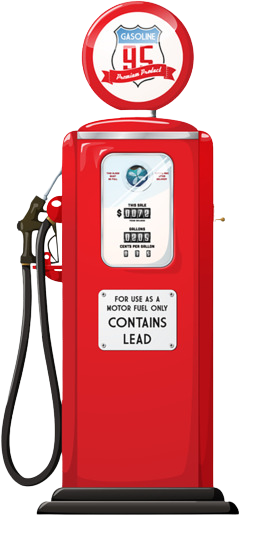 GASOLINE
95
Premium Product
THIS SALE
$
GALLONS
CENTS PER GALLON
FOR USE AS A
MOTOR FUEL ONLY
CONTAINS
LEAD